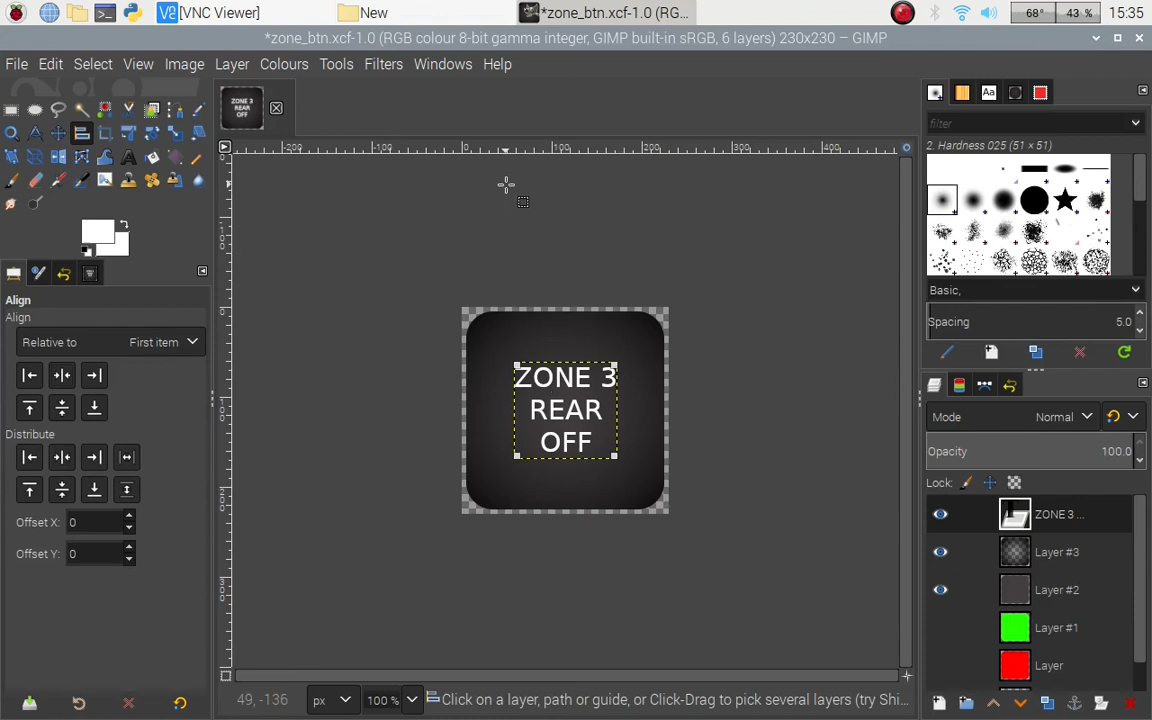 [VNC Viewer]
New
*zone_btn.xcf-1.0 (RG...
68°
43 %
15:35
*zone_btn.xcf-1.0 (RGB colour 8-bit gamma integer, GIMP built-in sRGB, 6 layers) 230x230 – GIMP
File Edit Select View Image Layer Colours Tools Filters Windows Help
filter
2. Hardness 025 (51 × 51)
Basic,
Spacing 5.0
Align
Align
Relative to First item
Distribute
Offset X: 0
Offset Y: 0
ZONE 3
REAR
OFF
Mode Normal
Opacity 100.0
Lock:
ZONE 3 ...
Layer #3
Layer #2
Layer #1
Layer
49, -136
px
100 %
Click on a layer, path or guide, or Click-Drag to pick several layers (try Shi...